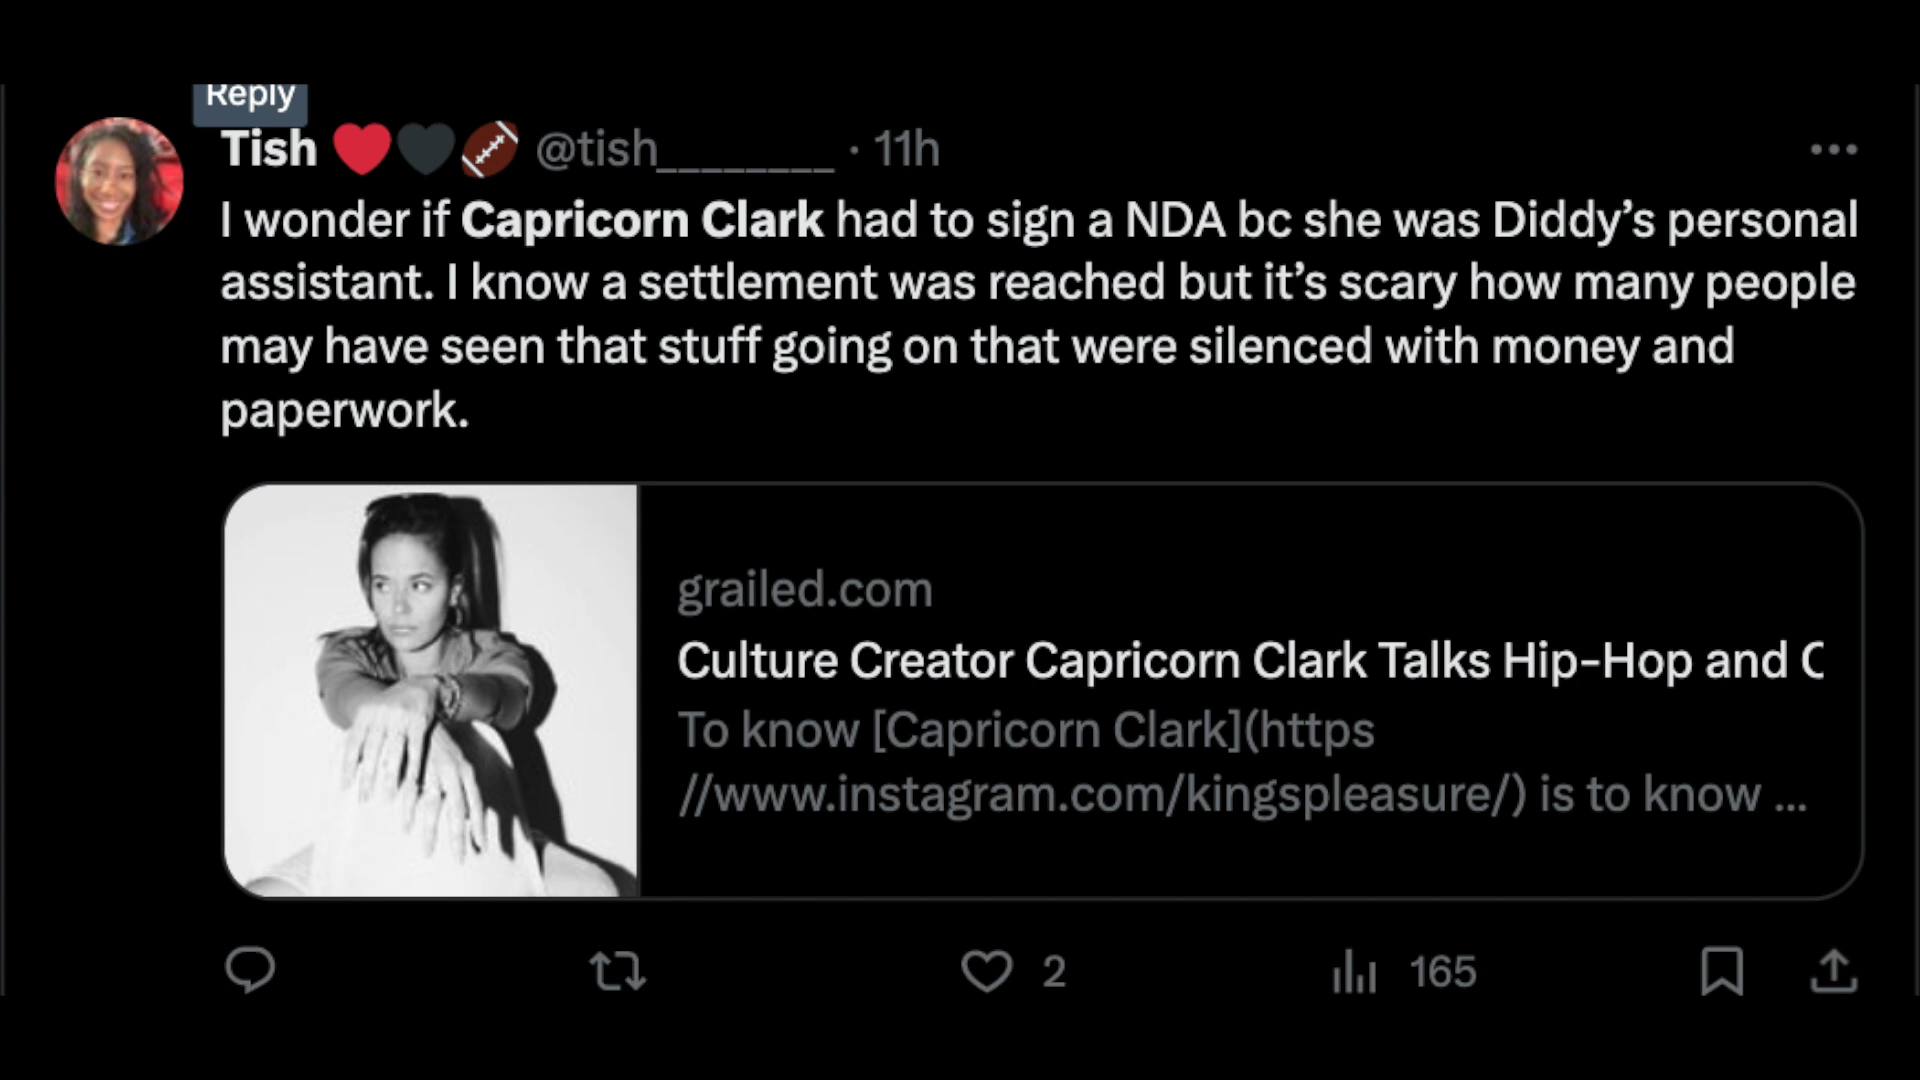 Reply
Tish ❤️🖤🏈 @tish________ · 11h
I wonder if Capricorn Clark had to sign a NDA bc she was Diddy’s personal
assistant. I know a settlement was reached but it’s scary how many people
may have seen that stuff going on that were silenced with money and
paperwork.
grailed.com
Culture Creator Capricorn Clark Talks Hip-Hop and C
To know [Capricorn Clark](https
//www.instagram.com/kingspleasure/) is to know ...
2
165